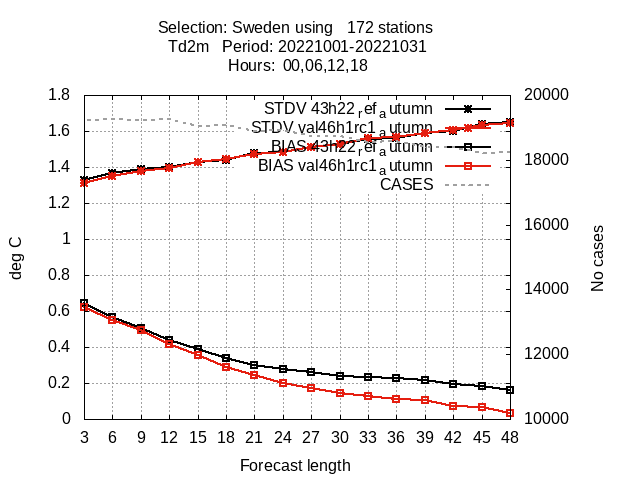 Selection: Sweden using 172 stations
Td2m Period: 20221001-20221031
Hours: 00,06,12,18
1.8
1.6
1.4
1.2
1
0.8
0.6
0.4
0.2
0
20000
18000
16000
14000
12000
10000
STDV 43h22_ref_autumn
STDV val46h1rc1_autumn
BIAS 43h22_ref_autumn
BIAS val46h1rc1_autumn
CASES
deg C
No cases
3 6 9 12 15 18 21 24 27 30 33 36 39 42 45 48
Forecast length